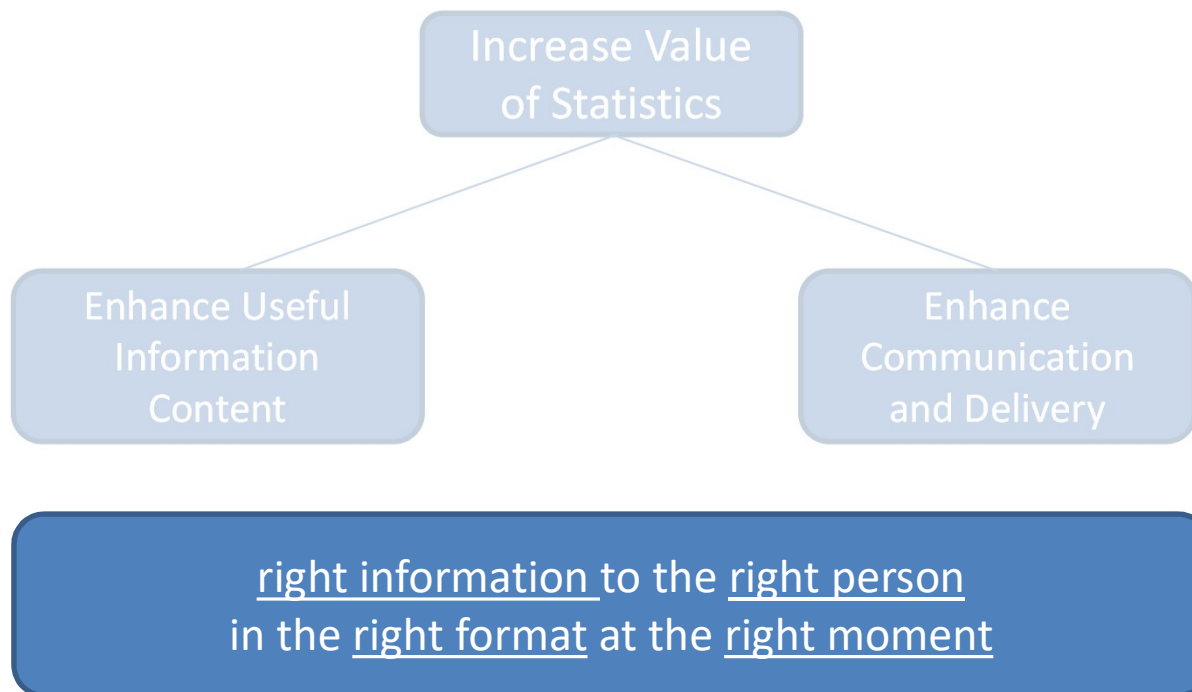 Increase Value
of Statistics
Enhance Useful
Information
Content
Enhance
Communication
and Delivery
right information to the right person
in the right format at the right moment